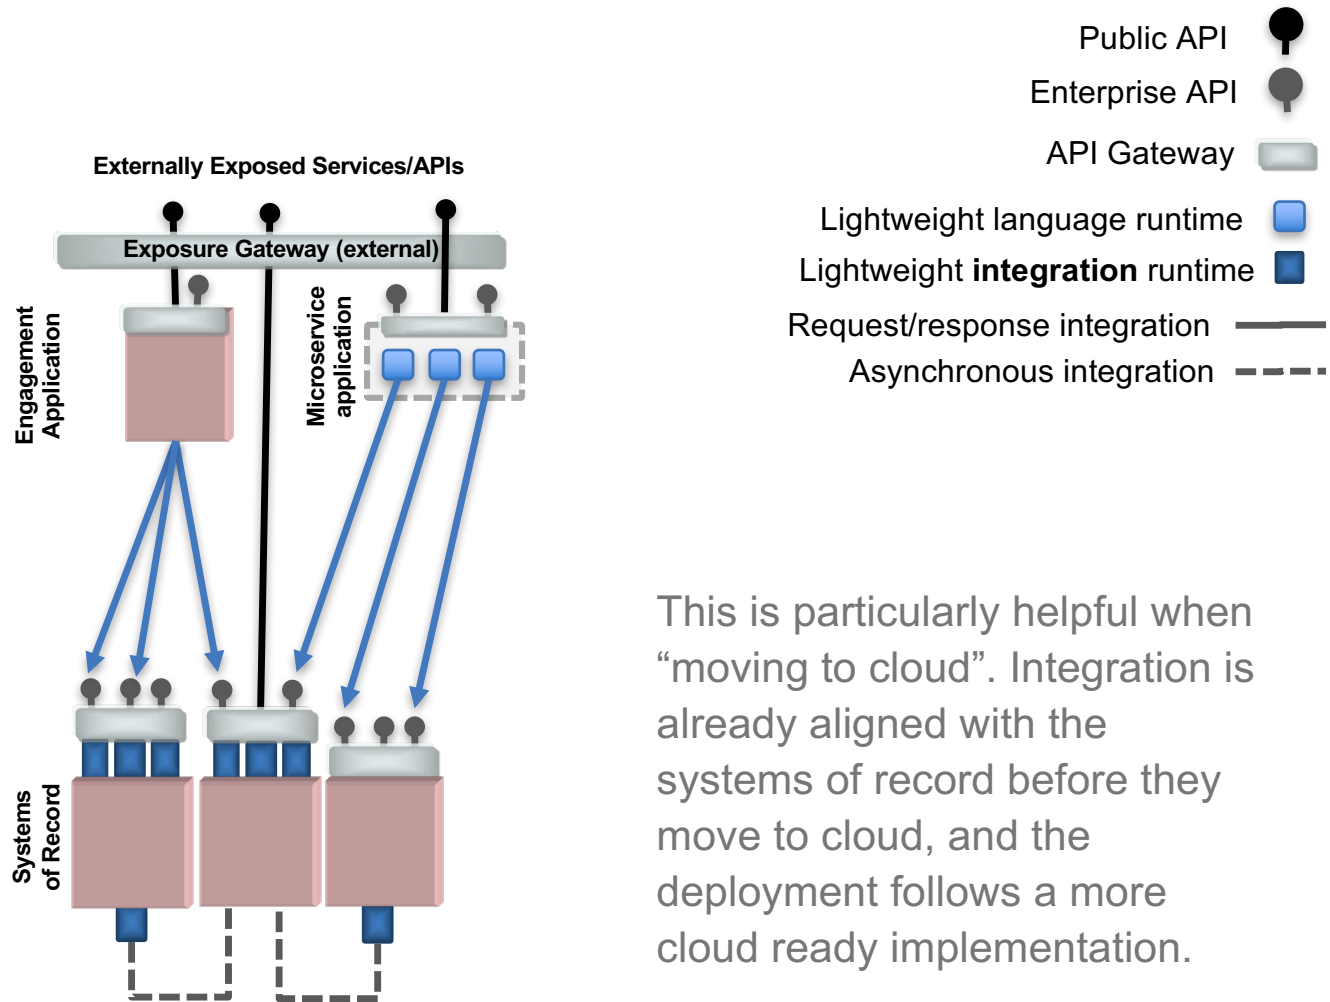 Public API
Enterprise API
API Gateway
Lightweight language runtime
Lightweight integration runtime
Request/response integration
Asynchronous integration
Externally Exposed Services/APIs
Exposure Gateway (external)
Engagement
Application
Microservice
application
Systems
of Record
This is particularly helpful when
“moving to cloud”. Integration is
already aligned with the
systems of record before they
move to cloud, and the
deployment follows a more
cloud ready implementation.